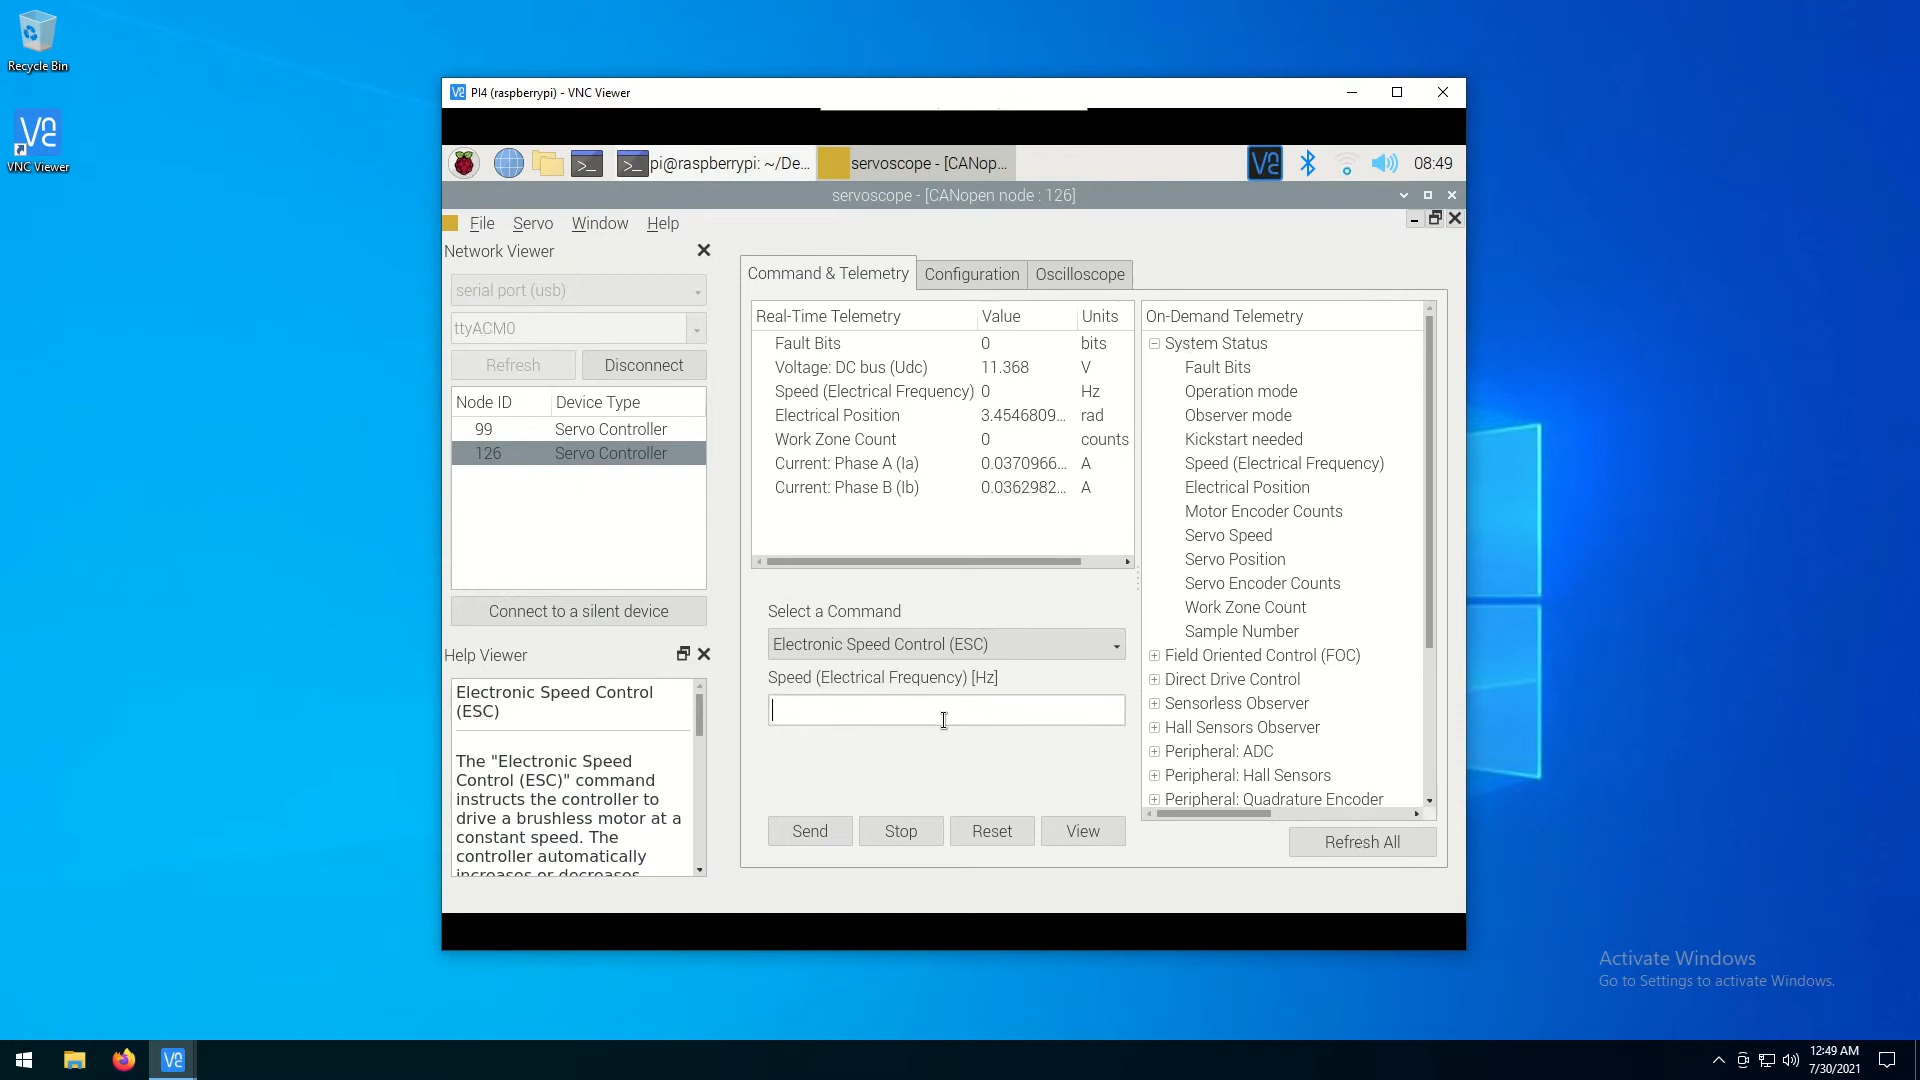 Recycle Bin
VNC Viewer
PI4 (raspberrypi) - VNC Viewer
pi@raspberrypi: ~/De...
servoscope - [CANop...
08:49
servoscope - [CANopen node : 126]
File Servo Window Help
Network Viewer
serial port (usb)
ttyACM0
Refresh Disconnect
Node ID Device Type
99 Servo Controller
126 Servo Controller
Connect to a silent device
Help Viewer
Electronic Speed Control
(ESC)
The "Electronic Speed
Control (ESC)" command
instructs the controller to
drive a brushless motor at a
constant speed. The
controller automatically
increases or decreases
Command & Telemetry Configuration Oscilloscope
Real-Time Telemetry Value Units
Fault Bits 0 bits
Voltage: DC bus (Udc) 11.368 V
Speed (Electrical Frequency) 0 Hz
Electrical Position 3.4546809... rad
Work Zone Count 0 counts
Current: Phase A (Ia) 0.0370966... A
Current: Phase B (Ib) 0.0362982... A
Select a Command
Electronic Speed Control (ESC)
Speed (Electrical Frequency) [Hz]
Send Stop Reset View
On-Demand Telemetry
System Status
Fault Bits
Operation mode
Observer mode
Kickstart needed
Speed (Electrical Frequency)
Electrical Position
Motor Encoder Counts
Servo Speed
Servo Position
Servo Encoder Counts
Work Zone Count
Sample Number
Field Oriented Control (FOC)
Direct Drive Control
Sensorless Observer
Hall Sensors Observer
Peripheral: ADC
Peripheral: Hall Sensors
Peripheral: Quadrature Encoder
Refresh All
Activate Windows
Go to Settings to activate Windows.
12:49 AM
7/30/2021